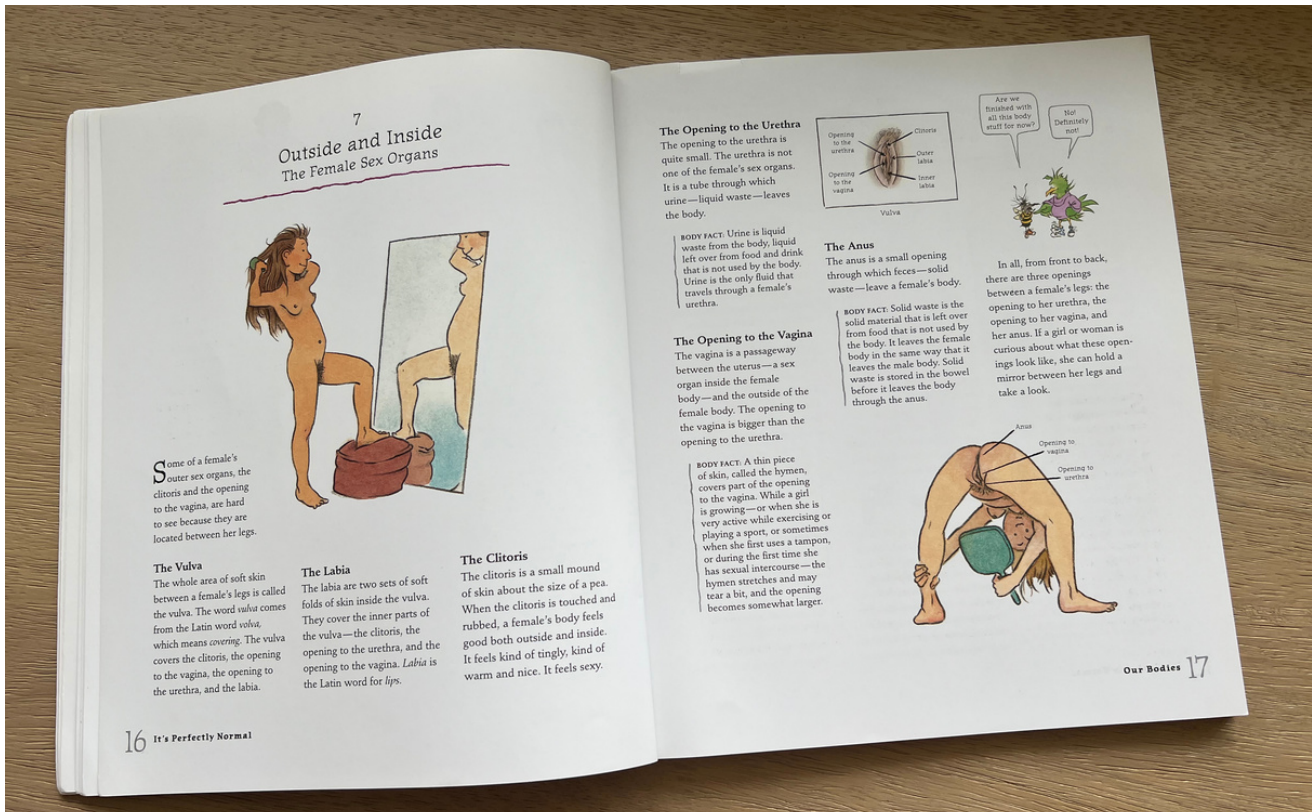 7
Outside and Inside
The Female Sex Organs
Some of a female's
outer sex organs, the
clitoris and the opening
to the vagina, are hard
to see because they are
located between her legs.
The Vulva
The whole area of soft skin
between a female's legs is called
the vulva. The word vulva comes
from the Latin word volva,
which means covering. The vulva
covers the clitoris, the opening
to the vagina, the opening to
the urethra, and the labia.
The Labia
The labia are two sets of soft
folds of skin inside the vulva.
They cover the inner parts of
the vulva—the clitoris, the
opening to the urethra, and the
opening to the vagina. Labia is
the Latin word for lips.
The Clitoris
The clitoris is a small mound
of skin about the size of a pea.
When the clitoris is touched and
rubbed, a female's body feels
good both outside and inside.
It feels kind of tingly, kind of
warm and nice. It feels sexy.
16 It's Perfectly Normal
The Opening to the Urethra
The opening to the urethra is
quite small. The urethra is not
one of the female's sex organs.
It is a tube through which
urine—liquid waste—leaves
the body.
BODY FACT: Urine is liquid
waste from the body, liquid
left over from food and drink
that is not used by the body.
Urine is the only fluid that
travels through a female's
urethra.
The Opening to the Vagina
The vagina is a passageway
between the uterus—a sex
organ inside the female
body—and the outside of the
female body. The opening to
the vagina is bigger than the
opening to the urethra.
BODY FACT: A thin piece
of skin, called the hymen,
covers part of the opening
to the vagina. While a girl
is growing—or when she is
very active while exercising or
playing a sport, or sometimes
when she first uses a tampon,
or during the first time she
has sexual intercourse—the
hymen stretches and may
tear a bit, and the opening
becomes somewhat larger.
Opening
to the
urethra
Opening
to the
vagina
Clitoris
Outer
labia
Inner
labia
Vulva
The Anus
The anus is a small opening
through which feces—solid
waste—leave a female's body.
BODY FACT: Solid waste is the
solid material that is left over
from food that is not used by
the body. It leaves the female
body in the same way that it
leaves the male body. Solid
waste is stored in the bowel
before it leaves the body
through the anus.
Are we
finished with
all this body
stuff for now?
No!
Definitely
not!
In all, from front to back,
there are three openings
between a female's legs: the
opening to her urethra, the
opening to her vagina, and
her anus. If a girl or woman is
curious about what these open-
ings look like, she can hold a
mirror between her legs and
take a look.
Anus
Opening to
vagina
Opening to
urethra
Our Bodies 17